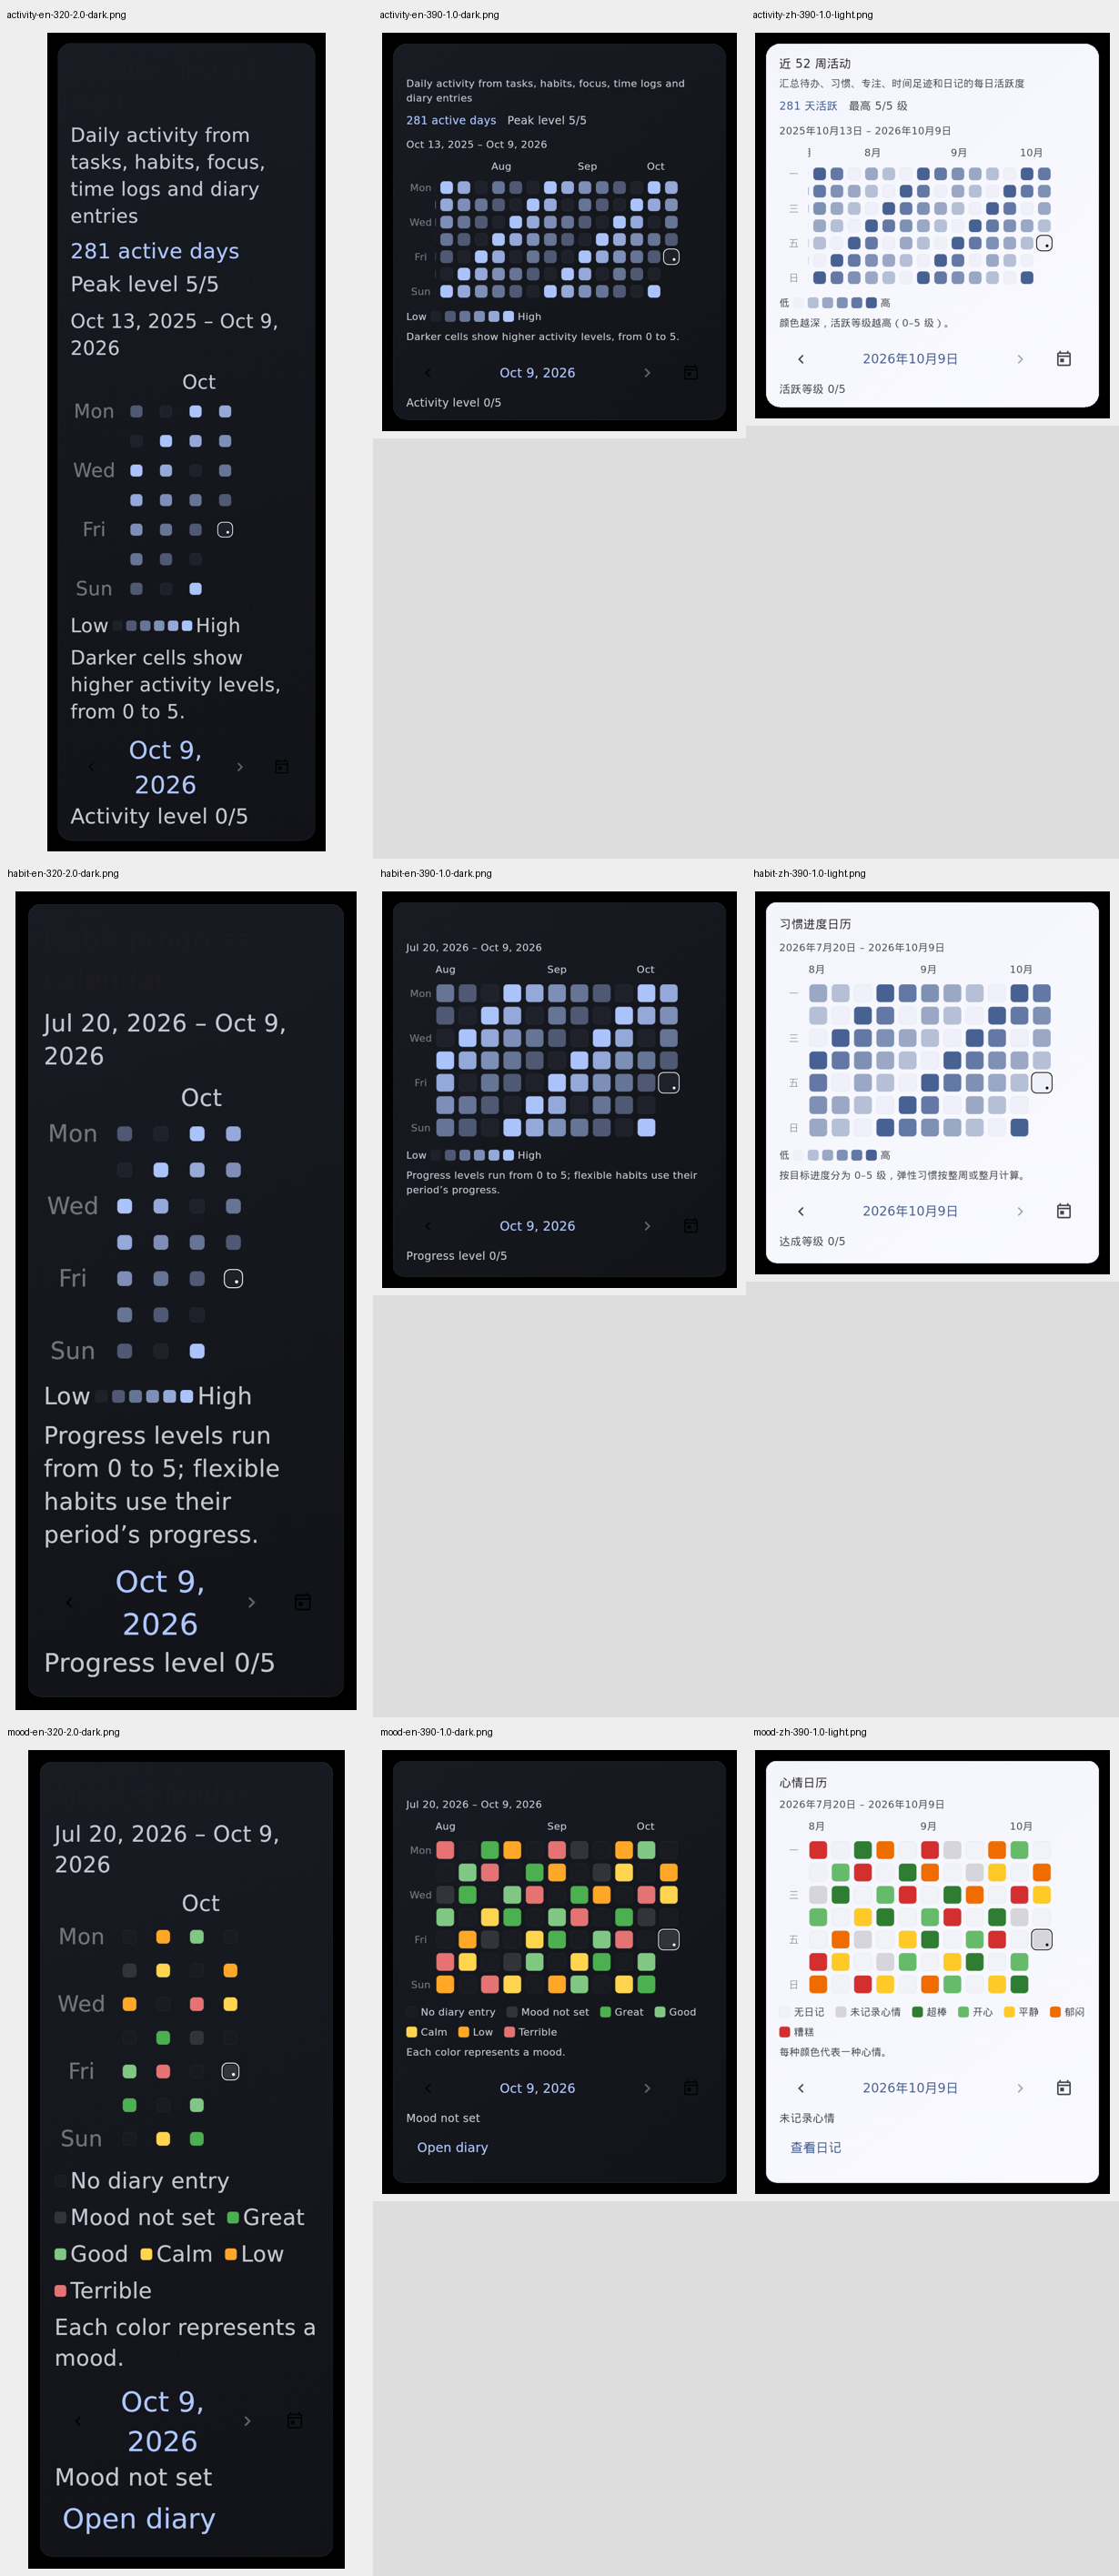 activity-en-320-2.0-dark.png
Daily activity from
tasks, habits, focus,
time logs and diary
entries
281 active days
Peak level 5/5
Oct 13, 2025 – Oct 9,
2026
Oct
Mon
Wed
Fri
Sun
Low High
Darker cells show
higher activity levels,
from 0 to 5.
Oct 9,
2026
Activity level 0/5
activity-en-390-1.0-dark.png
Daily activity from tasks, habits, focus, time logs and
diary entries
281 active days Peak level 5/5
Oct 13, 2025 – Oct 9, 2026
Aug Sep Oct
Mon
Wed
Fri
Sun
Low High
Darker cells show higher activity levels, from 0 to 5.
Oct 9, 2026
Activity level 0/5
activity-zh-390-1.0-light.png
近 52 周活动
汇总待办、习惯、专注、时间足迹和日记的每日活跃度
281 天活跃 最高 5/5 级
2025年10月13日 – 2026年10月9日
8月 9月 10月
一
三
五
日
低 高
颜色越深，活跃等级越高（0–5 级）。
2026年10月9日
活跃等级 0/5
habit-en-320-2.0-dark.png
Habit progress
calendar
Jul 20, 2026 – Oct 9,
2026
Oct
Mon
Wed
Fri
Sun
Low High
Progress levels run
from 0 to 5; flexible
habits use their
period’s progress.
Oct 9,
2026
Progress level 0/5
habit-en-390-1.0-dark.png
Jul 20, 2026 – Oct 9, 2026
Aug Sep Oct
Mon
Wed
Fri
Sun
Low High
Progress levels run from 0 to 5; flexible habits use their
period’s progress.
Oct 9, 2026
Progress level 0/5
habit-zh-390-1.0-light.png
习惯进度日历
2026年7月20日 – 2026年10月9日
8月 9月 10月
一
三
五
日
低 高
按目标进度分为 0–5 级，弹性习惯按整周或整月计算。
2026年10月9日
达成等级 0/5
mood-en-320-2.0-dark.png
Mood calendar
Jul 20, 2026 – Oct 9,
2026
Oct
Mon
Wed
Fri
Sun
No diary entry
Mood not set Great
Good Calm Low
Terrible
Each color represents a
mood.
Oct 9,
2026
Mood not set
Open diary
mood-en-390-1.0-dark.png
Jul 20, 2026 – Oct 9, 2026
Aug Sep Oct
Mon
Wed
Fri
Sun
No diary entry Mood not set Great Good
Calm Low Terrible
Each color represents a mood.
Oct 9, 2026
Mood not set
Open diary
mood-zh-390-1.0-light.png
心情日历
2026年7月20日 – 2026年10月9日
8月 9月 10月
一
三
五
日
无日记 未记录心情 超棒 开心 平静 郁闷
糟糕
每种颜色代表一种心情。
2026年10月9日
未记录心情
查看日记